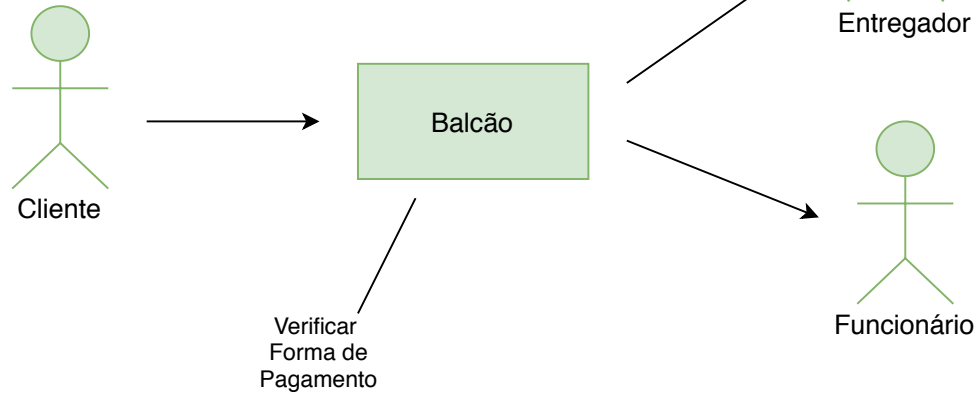 Entregador
Balcão
Cliente
Funcionário
Verificar
Forma de
Pagamento